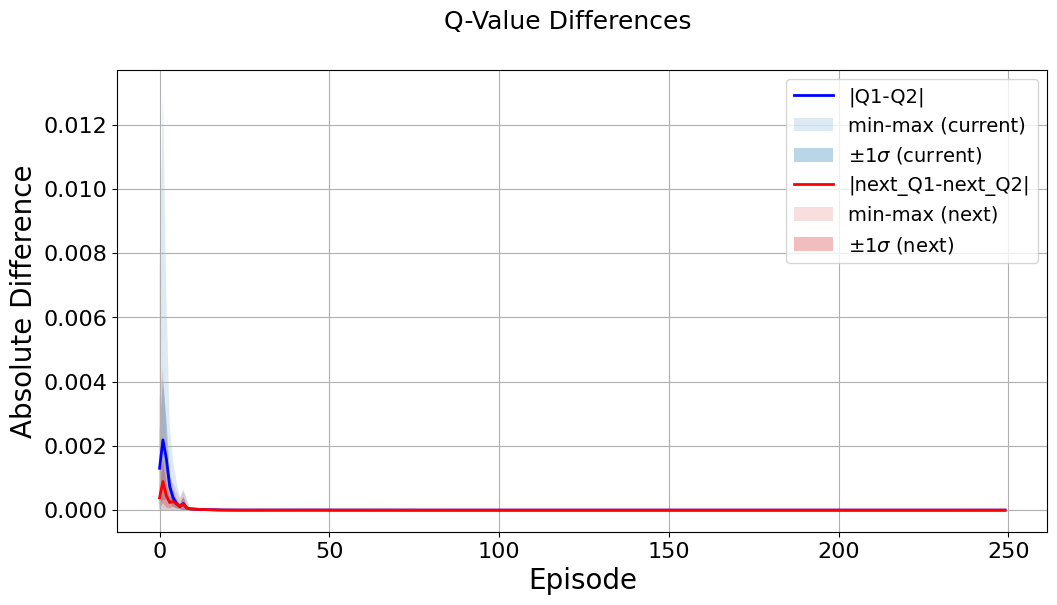 Q-Value Differences
Absolute Difference
0.012
0.010
0.008
0.006
0.004
0.002
0.000
|Q1-Q2|
min-max (current)
±1σ (current)
|next_Q1-next_Q2|
min-max (next)
±1σ (next)
0 50 100 150 200 250
Episode